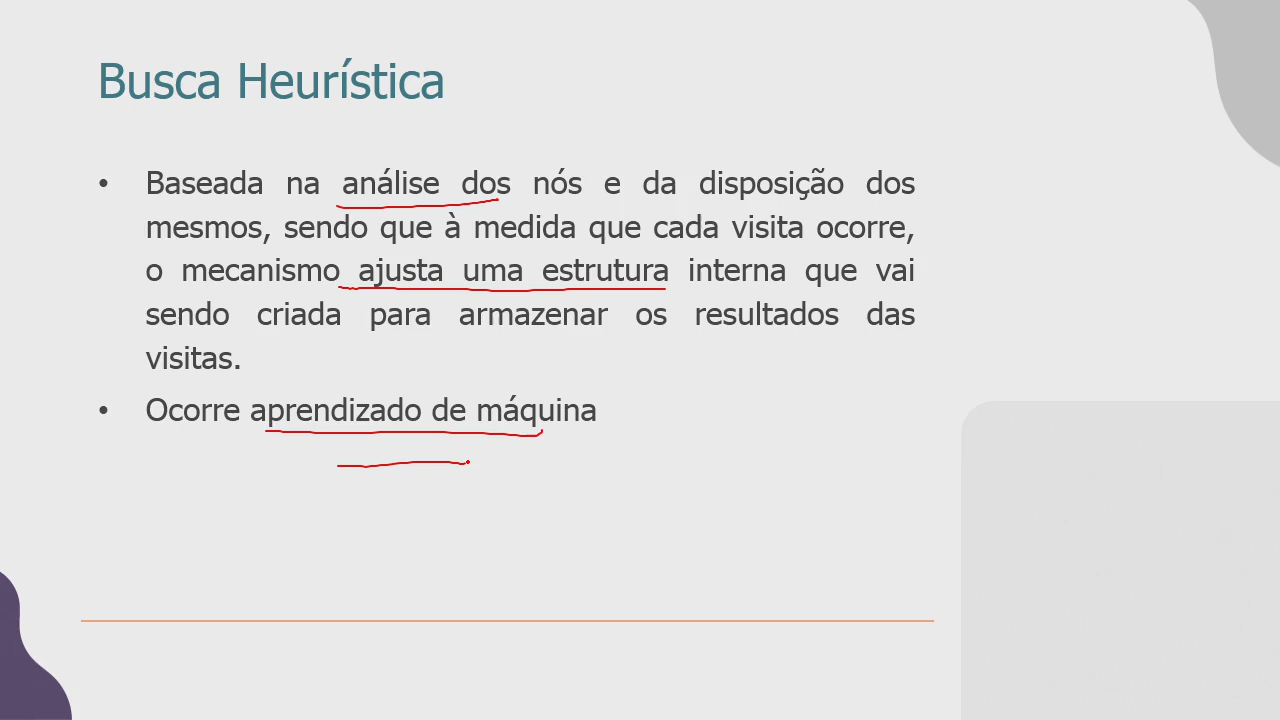 Busca Heurística
• Baseada na análise dos nós e da disposição dos
mesmos, sendo que à medida que cada visita ocorre,
o mecanismo ajusta uma estrutura interna que vai
sendo criada para armazenar os resultados das
visitas.
• Ocorre aprendizado de máquina